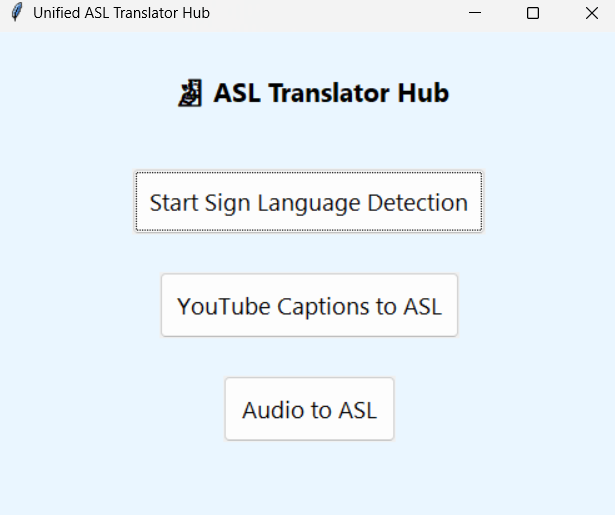 Unified ASL Translator Hub
ASL Translator Hub
Start Sign Language Detection
YouTube Captions to ASL
Audio to ASL